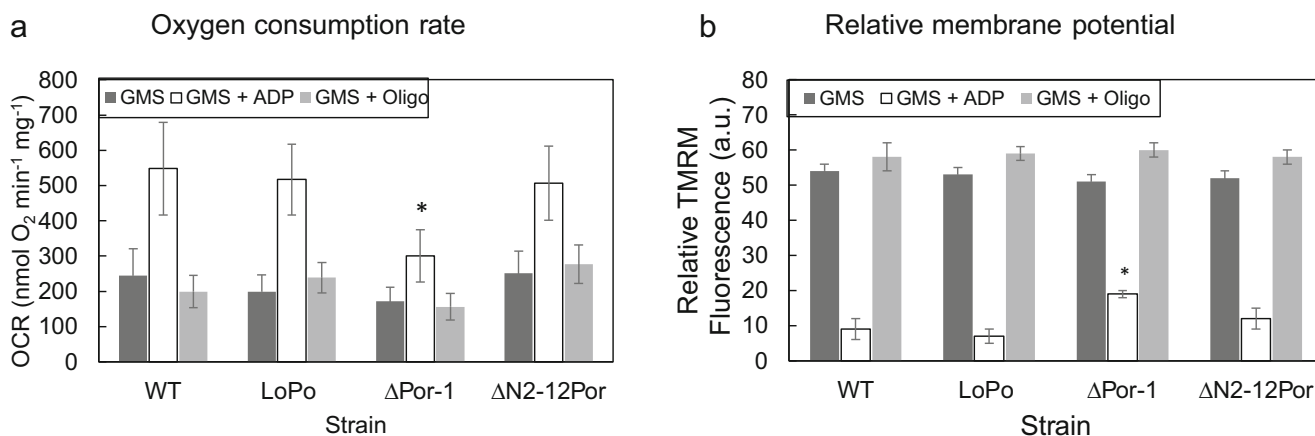 a
Oxygen consumption rate
800
700
600
500
400
300
200
100
0
OCR (nmol O₂ min⁻¹ mg⁻¹)
GMS GMS + ADP GMS + Oligo
*
WT LoPo ΔPor-1 ΔN2-12Por
Strain
b
Relative membrane potential
80
70
60
50
40
30
20
10
0
Relative TMRM
Fluorescence (a.u.)
GMS GMS + ADP GMS + Oligo
*
WT LoPo ΔPor-1 ΔN2-12Por
Strain